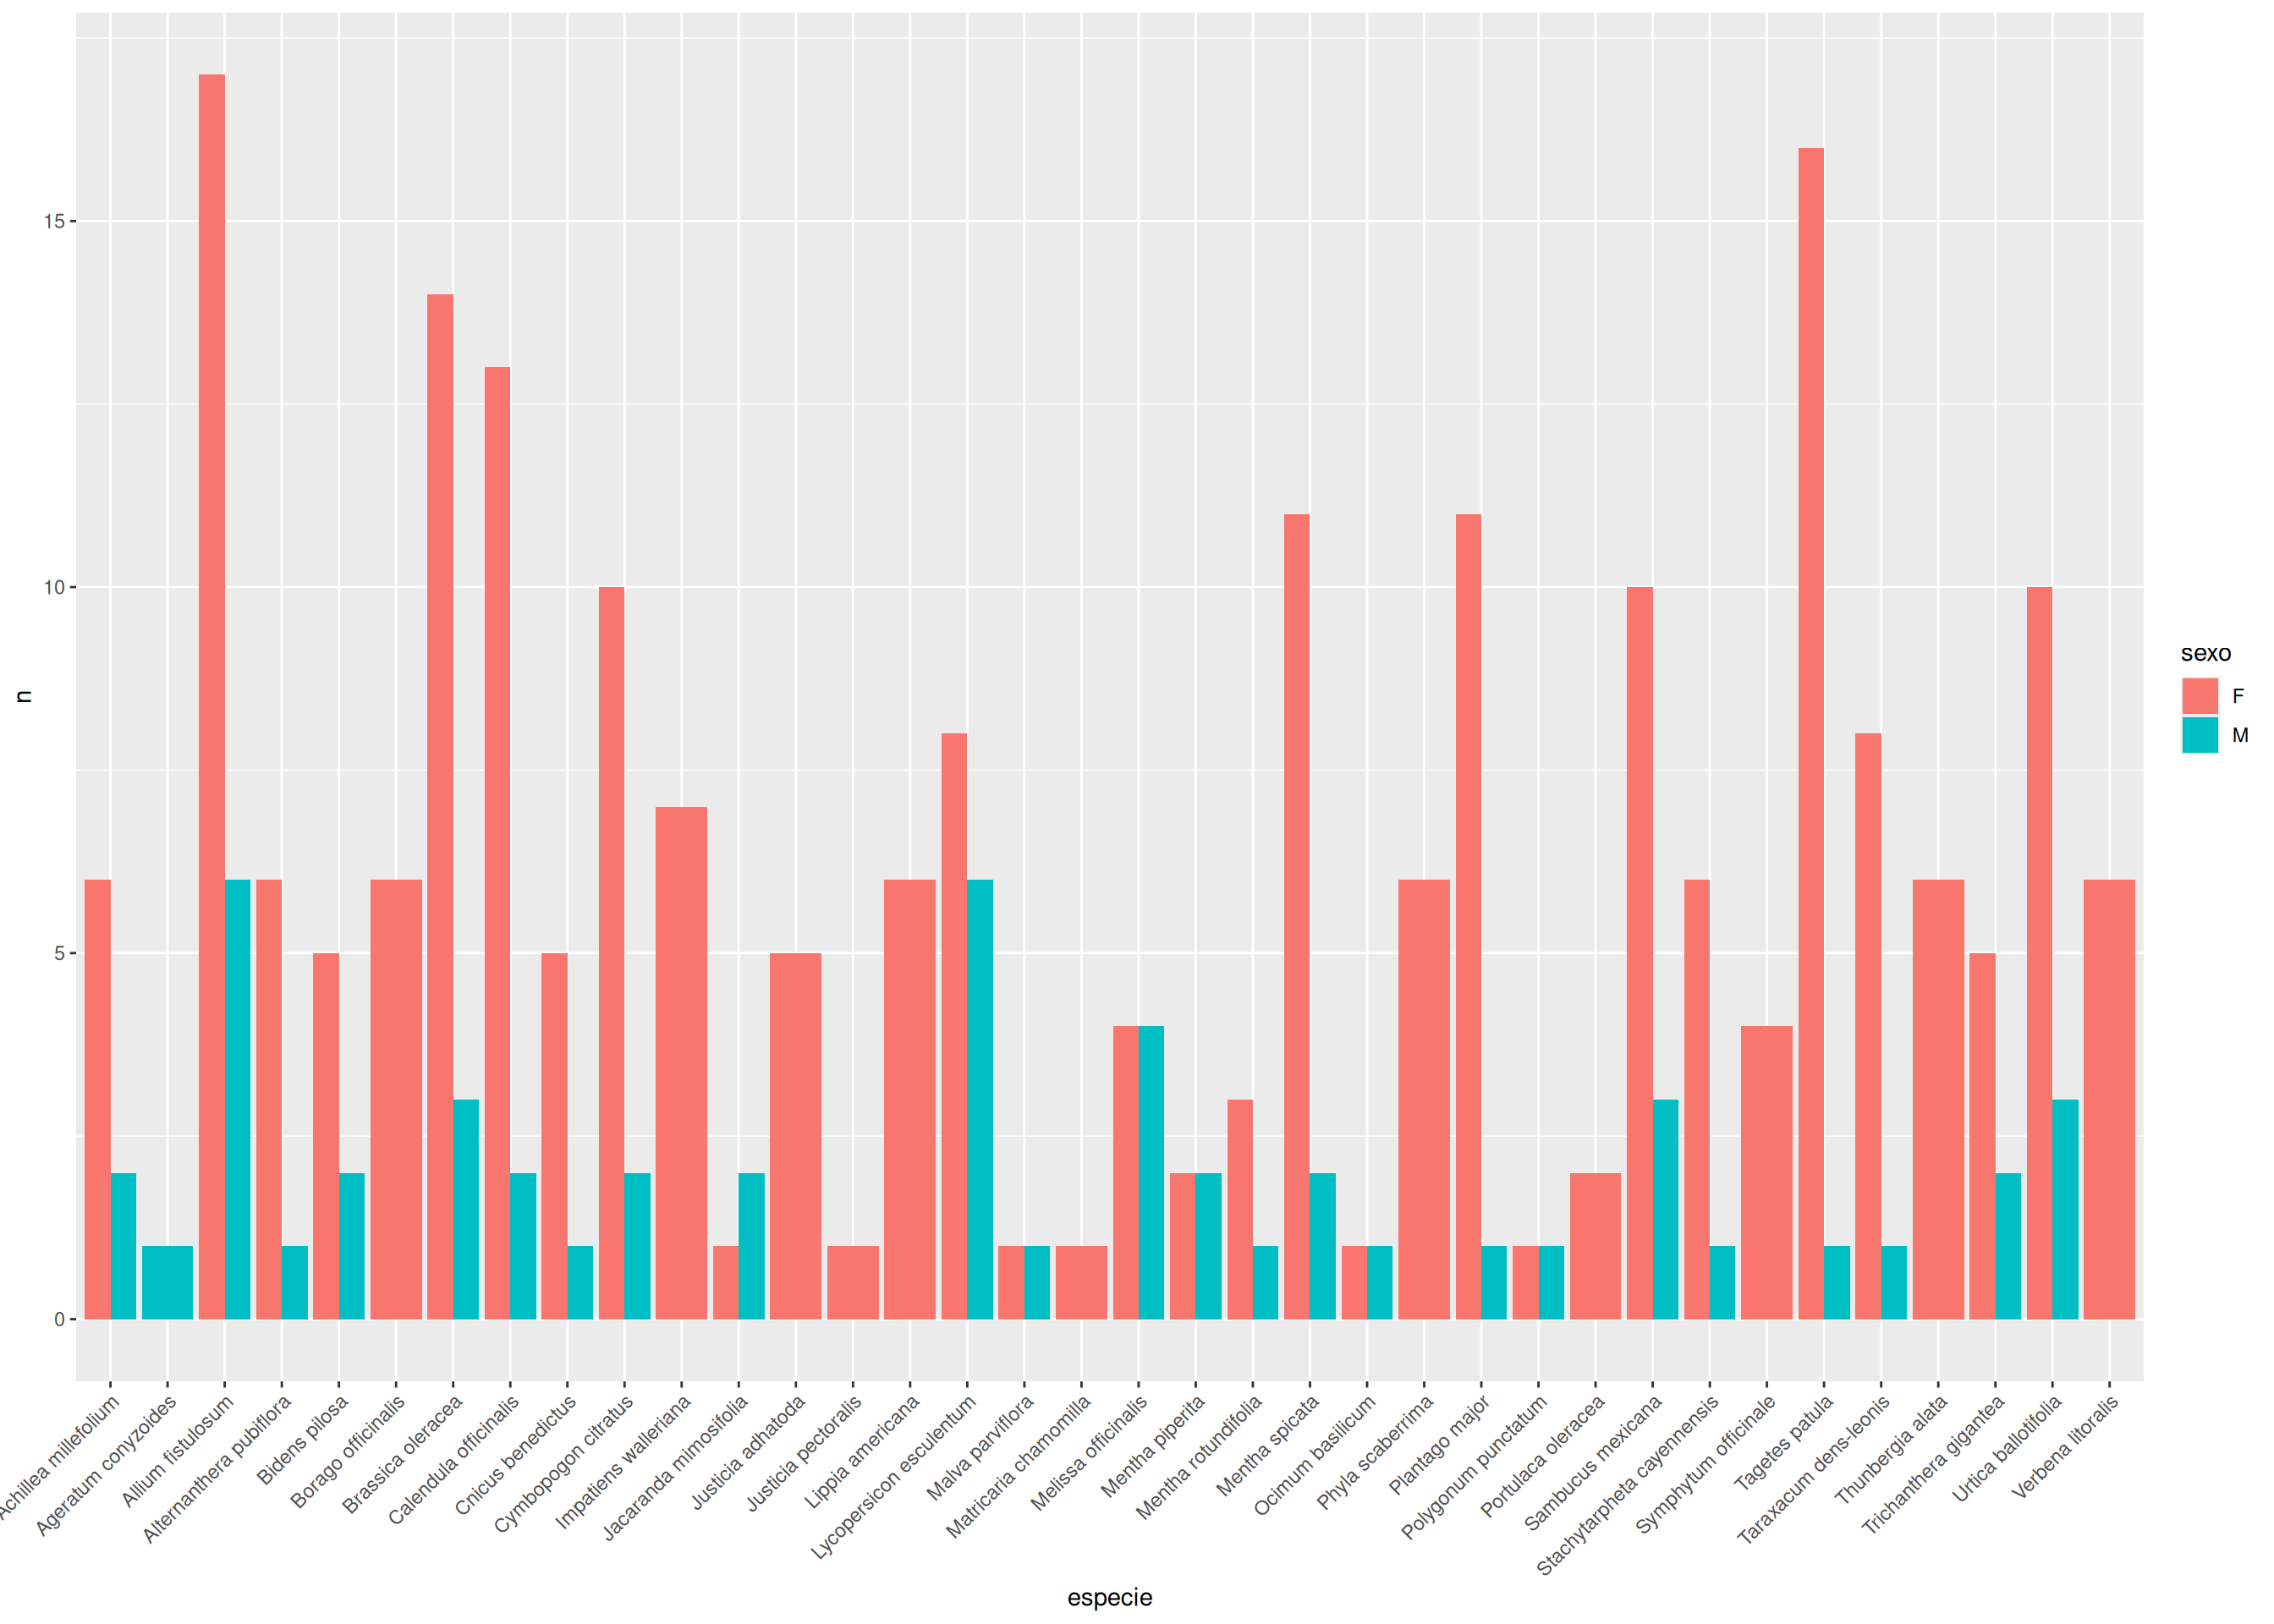 n
15
10
5
0
Achillea millefolium
Ageratum conyzoides
Allium fistulosum
Alternanthera pubiflora
Bidens pilosa
Borago officinalis
Brassica oleracea
Calendula officinalis
Cnicus benedictus
Cymbopogon citratus
Impatiens walleriana
Jacaranda mimosifolia
Justicia adhatoda
Justicia pectoralis
Lippia americana
Lycopersicon esculentum
Malva parviflora
Matricaria chamomilla
Melissa officinalis
Mentha piperita
Mentha rotundifolia
Mentha spicata
Ocimum basilicum
Phyla scaberrima
Plantago major
Polygonum punctatum
Portulaca oleracea
Sambucus mexicana
Stachytarpheta cayennensis
Symphytum officinale
Tagetes patula
Taraxacum dens-leonis
Thunbergia alata
Trichanthera gigantea
Urtica ballotifolia
Verbena litoralis
especie
sexo
F
M